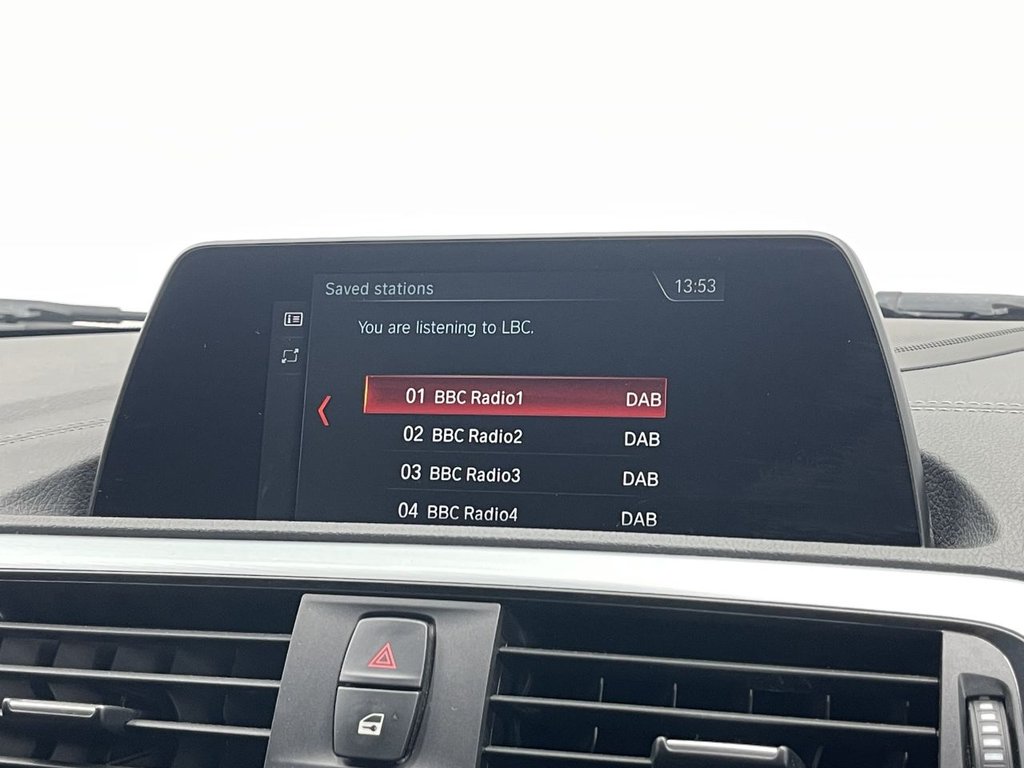 Saved stations 13:53
You are listening to LBC.
01 BBC Radio1 DAB
02 BBC Radio2 DAB
03 BBC Radio3 DAB
04 BBC Radio4 DAB